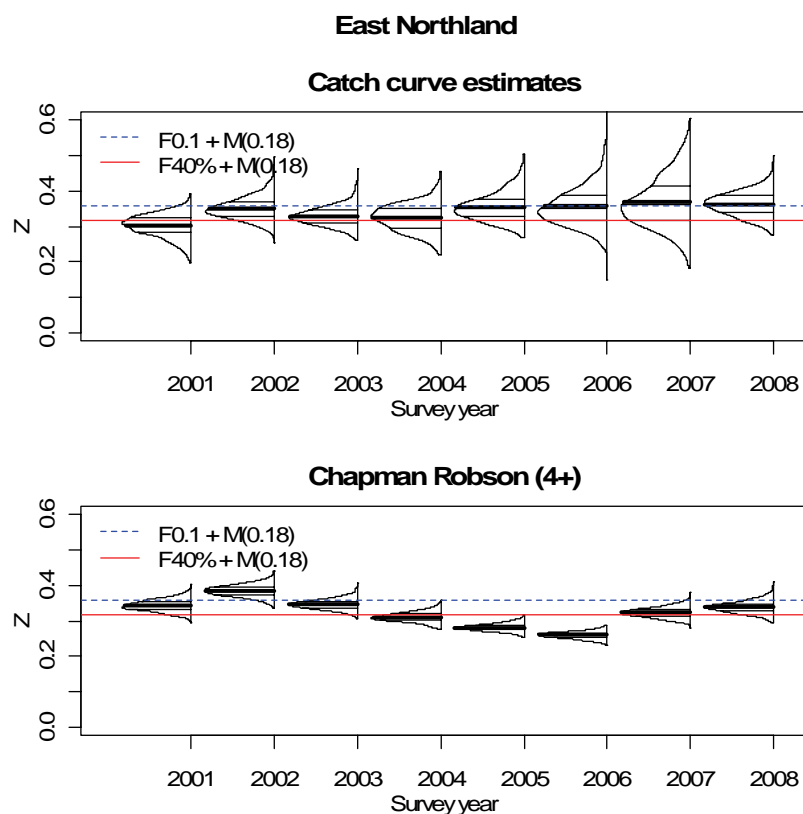 East Northland
Catch curve estimates
F0.1 + M(0.18)
F40% + M(0.18)
Z
0.6
0.4
0.2
0.0
2001 2002 2003 2004 2005 2006 2007 2008
Survey year
Chapman Robson (4+)
F0.1 + M(0.18)
F40% + M(0.18)
Z
0.6
0.4
0.2
0.0
2001 2002 2003 2004 2005 2006 2007 2008
Survey year